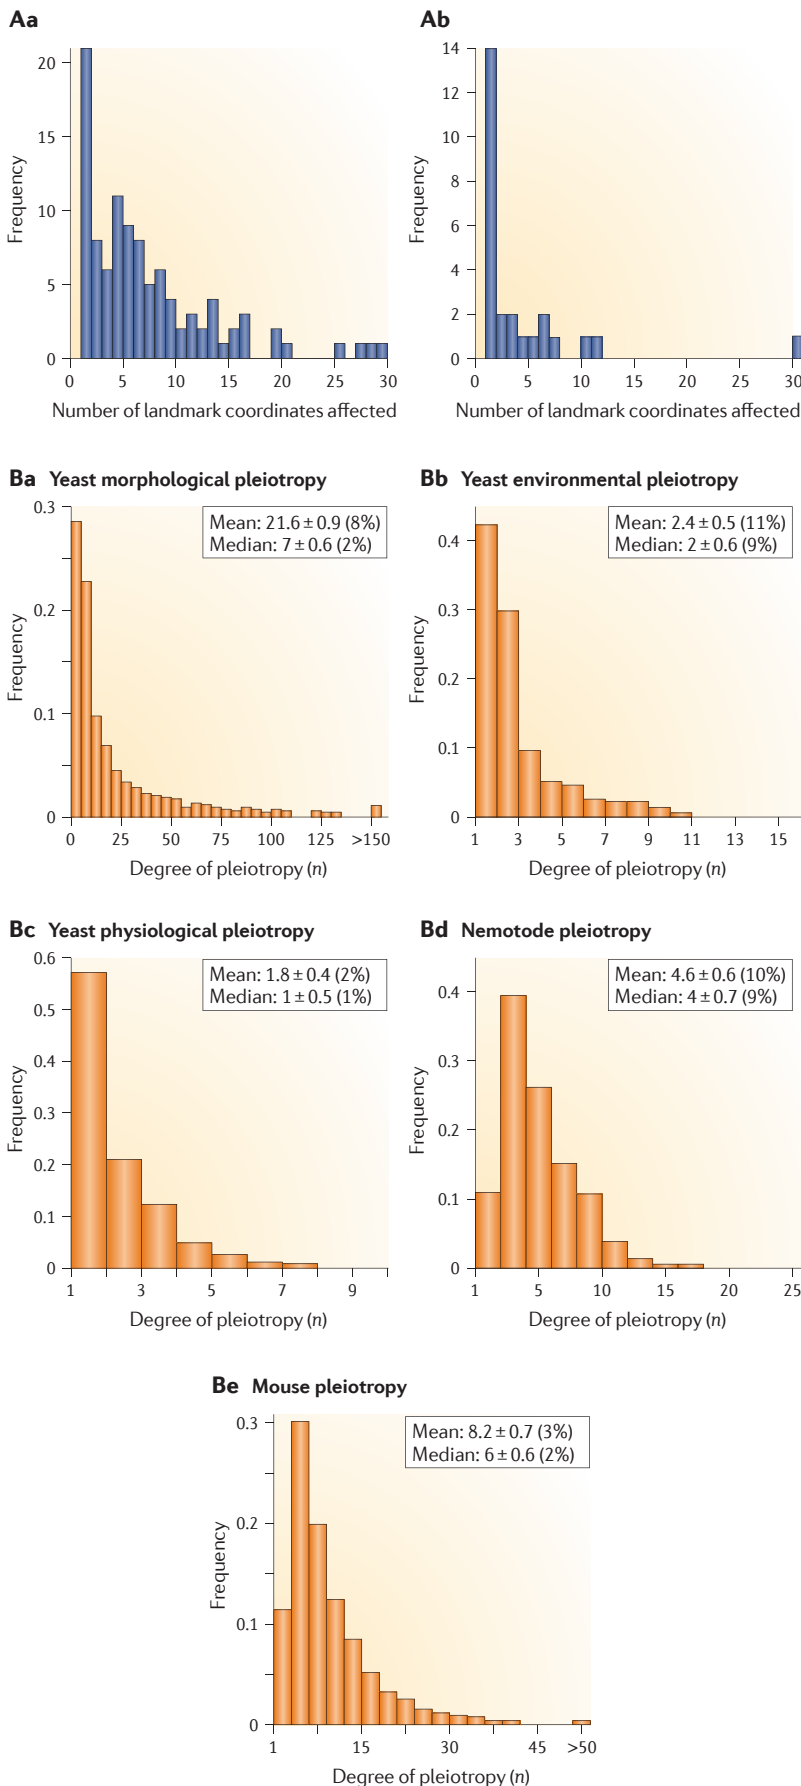 Aa
Frequency
20
15
10
5
0
0 5 10 15 20 25 30
Number of landmark coordinates affected
Ab
Frequency
14
12
10
8
6
4
2
0
0 5 10 15 20 25 30
Number of landmark coordinates affected
Ba Yeast morphological pleiotropy
Mean: 21.6 ± 0.9 (8%)
Median: 7 ± 0.6 (2%)
Frequency
0.3
0.2
0.1
0
0 25 50 75 100 125 >150
Degree of pleiotropy (n)
Bb Yeast environmental pleiotropy
Mean: 2.4 ± 0.5 (11%)
Median: 2 ± 0.6 (9%)
Frequency
0.4
0.3
0.2
0.1
0
1 3 5 7 9 11 13 15
Degree of pleiotropy (n)
Bc Yeast physiological pleiotropy
Mean: 1.8 ± 0.4 (2%)
Median: 1 ± 0.5 (1%)
Frequency
0.6
0.5
0.4
0.3
0.2
0.1
0
1 3 5 7 9
Degree of pleiotropy (n)
Bd Nemotode pleiotropy
Mean: 4.6 ± 0.6 (10%)
Median: 4 ± 0.7 (9%)
Frequency
0.4
0.3
0.2
0.1
0
1 5 10 15 20 25
Degree of pleiotropy (n)
Be Mouse pleiotropy
Mean: 8.2 ± 0.7 (3%)
Median: 6 ± 0.6 (2%)
Frequency
0.3
0.2
0.1
0
1 15 30 45 >50
Degree of pleiotropy (n)